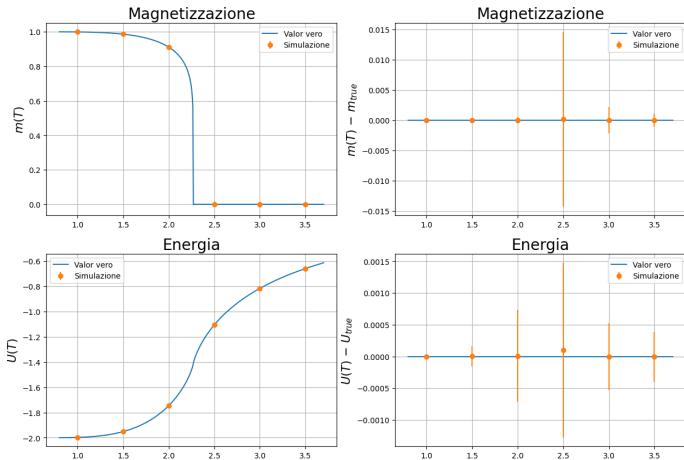 Magnetizzazione
m(T)
1.0
0.8
0.6
0.4
0.2
0.0
Valor vero
Simulazione
1.0 1.5 2.0 2.5 3.0 3.5
Magnetizzazione
m(T) − m_true
0.015
0.010
0.005
0.000
−0.005
−0.010
−0.015
Valor vero
Simulazione
1.0 1.5 2.0 2.5 3.0 3.5
Energia
U(T)
−0.6
−0.8
−1.0
−1.2
−1.4
−1.6
−1.8
−2.0
Valor vero
Simulazione
1.0 1.5 2.0 2.5 3.0 3.5
Energia
U(T) − U_true
0.0015
0.0010
0.0005
0.0000
−0.0005
−0.0010
Valor vero
Simulazione
1.0 1.5 2.0 2.5 3.0 3.5